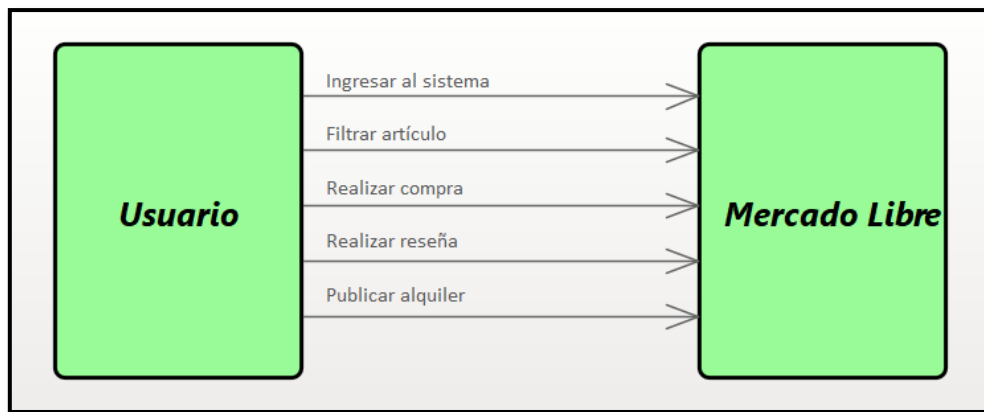 Ingresar al sistema
Filtrar artículo
Realizar compra
Usuario
Mercado Libre
Realizar reseña
Publicar alquiler